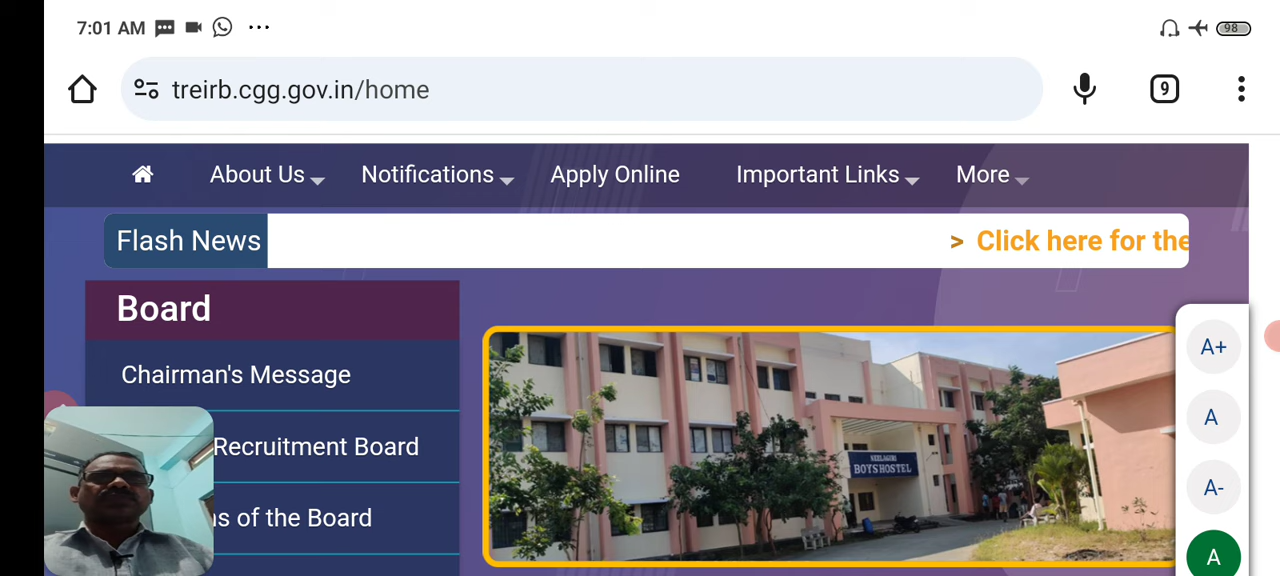 7:01 AM ...
98
treirb.cgg.gov.in/home
9
About Us
Notifications
Apply Online
Important Links
More
Flash News
> Click here for the
Board
Chairman's Message
Recruitment Board
s of the Board
BOYS HOSTEL
A+
A
A-
A